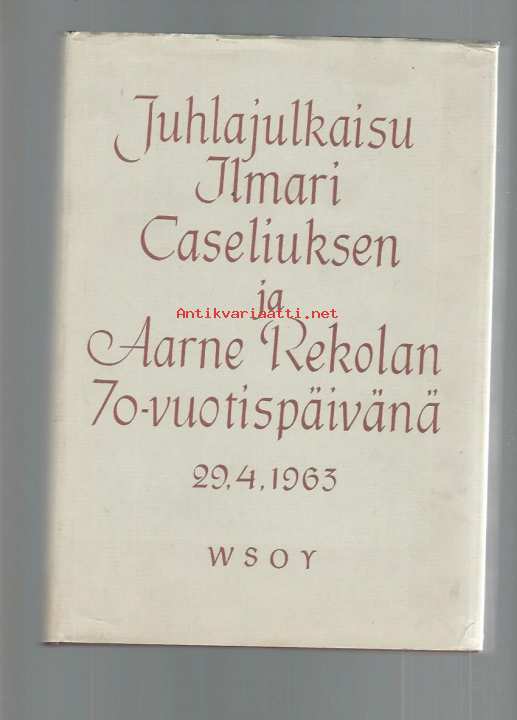 Juhlajulkaisu
Ilmari
Caseliuksen
ja
Antikvariaatti.net
Aarne Rekolan
70-vuotispäivänä
29.4.1963
WSOY